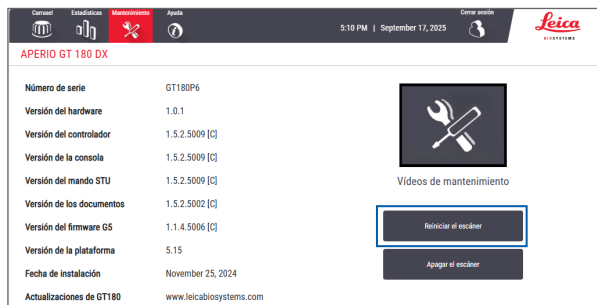 Carrusel Estadísticas Mantenimiento Ayuda Cerrar sesión
5:10 PM | September 17, 2025
Leica
BIOSYSTEMS
APERIO GT 180 DX
Número de serie GT180P6
Versión del hardware 1.0.1
Versión del controlador 1.5.2.5009 [C]
Versión de la consola 1.5.2.5009 [C]
Versión del mando STU 1.5.2.5009 [C]
Versión de los documentos 1.5.2.5002 [C]
Versión del firmware G5 1.1.4.5006 [C]
Versión de la plataforma 5.15
Fecha de instalación November 25, 2024
Actualizaciones de GT180 www.leicabiosystems.com
Vídeos de mantenimiento
Reiniciar el escáner
Apagar el escáner